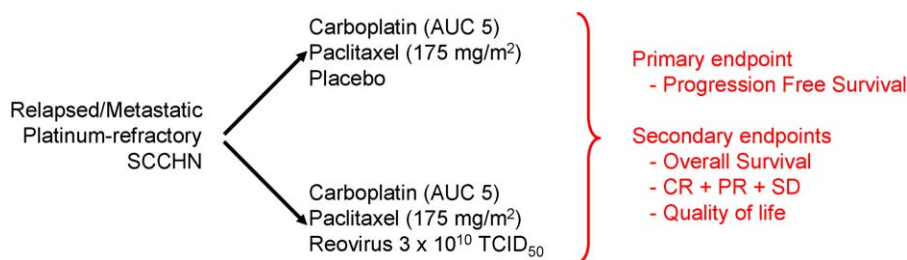 Relapsed/Metastatic
Platinum-refractory
SCCHN
Carboplatin (AUC 5)
Paclitaxel (175 mg/m²)
Placebo
Carboplatin (AUC 5)
Paclitaxel (175 mg/m²)
Reovirus 3 x 10¹⁰ TCID₅₀
Primary endpoint
- Progression Free Survival
Secondary endpoints
- Overall Survival
- CR + PR + SD
- Quality of life